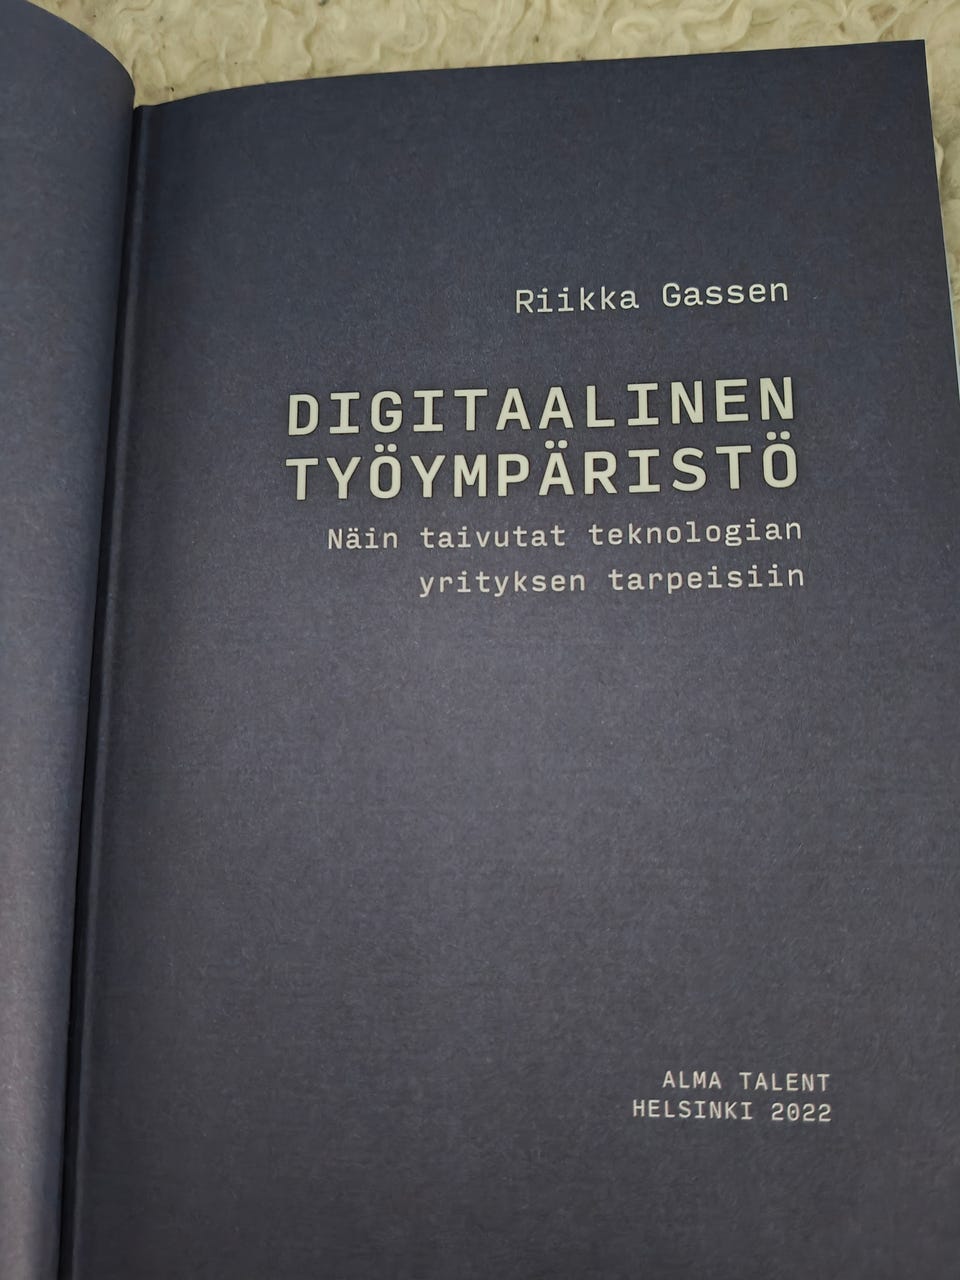 Riikka Gassen
DIGITAALINEN
TYÖYMPÄRISTÖ
Näin taivutat teknologian
yrityksen tarpeisiin
ALMA TALENT
HELSINKI 2022